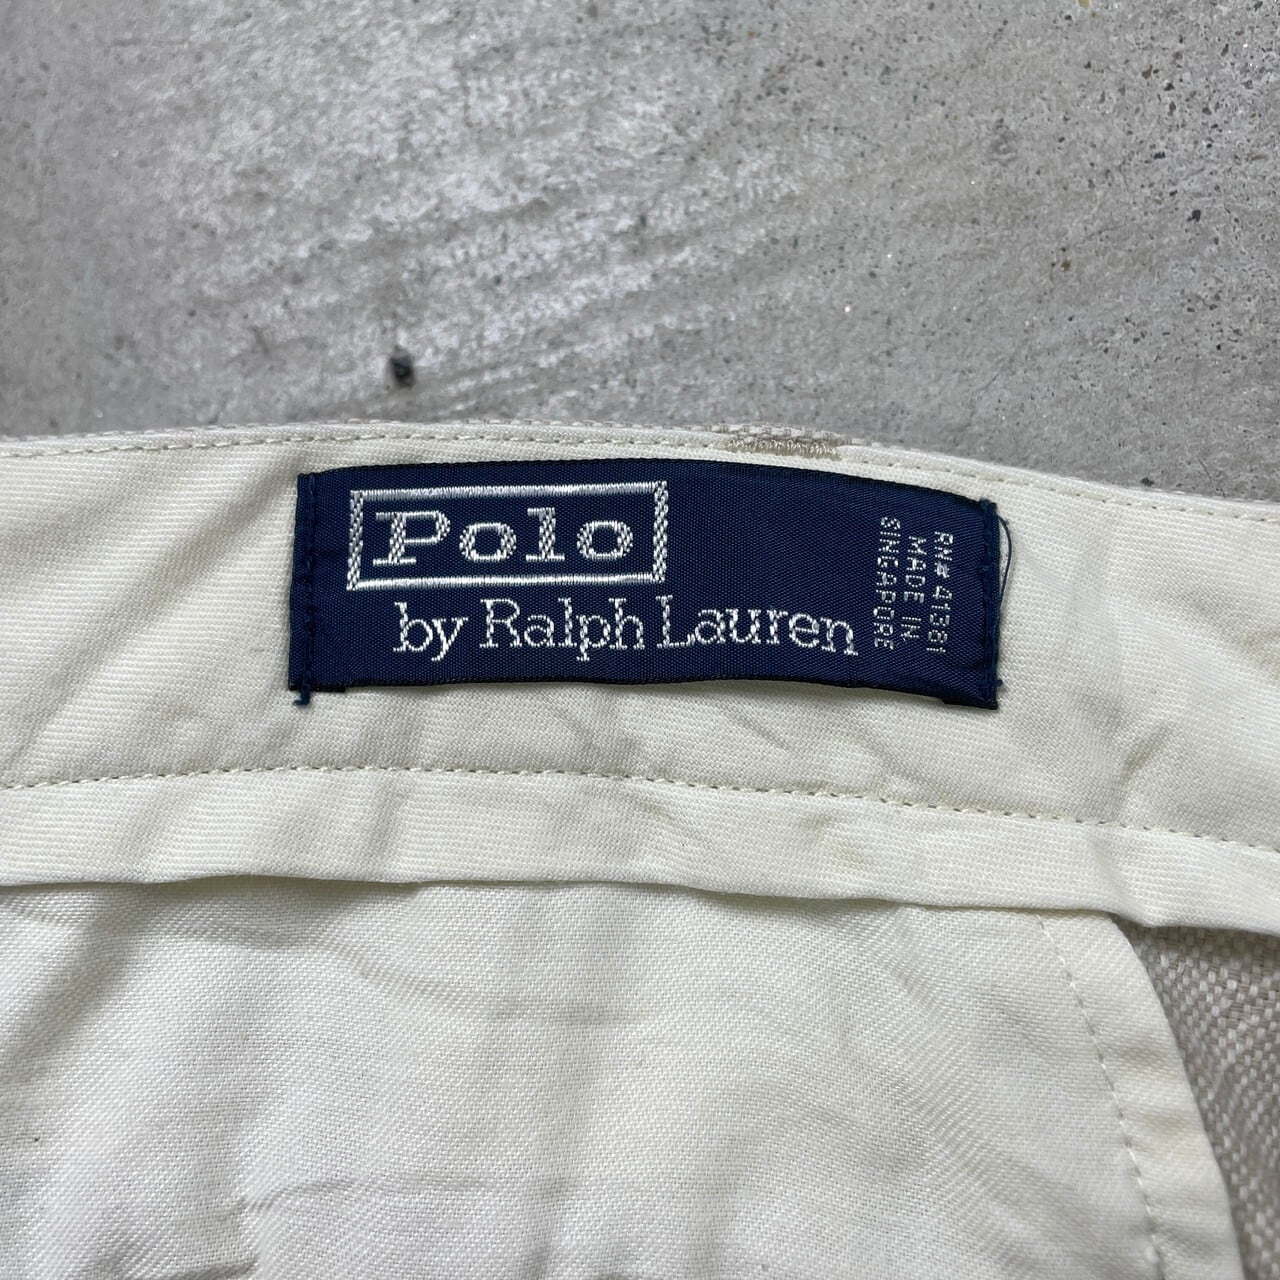 Polo
by Ralph Lauren
RN# 41381
MADE IN
SINGAPORE